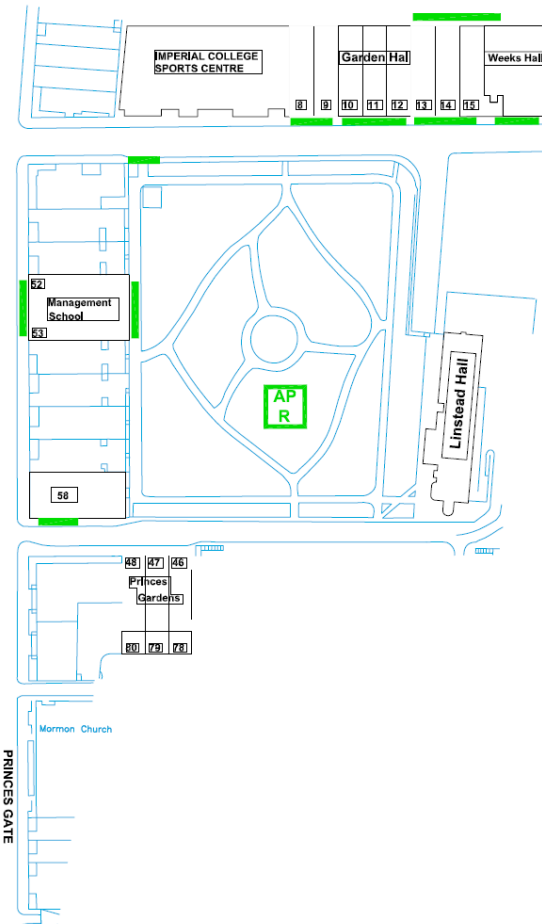 IMPERIAL COLLEGE
SPORTS CENTRE
Garden Hal
Weeks Hall
8 9 10 11 12 13 14 15
52
Management
School
53
AP
R
Linstead Hall
58
48 47 46
Princes
Gardens
80 79 78
Mormon Church
PRINCES GATE